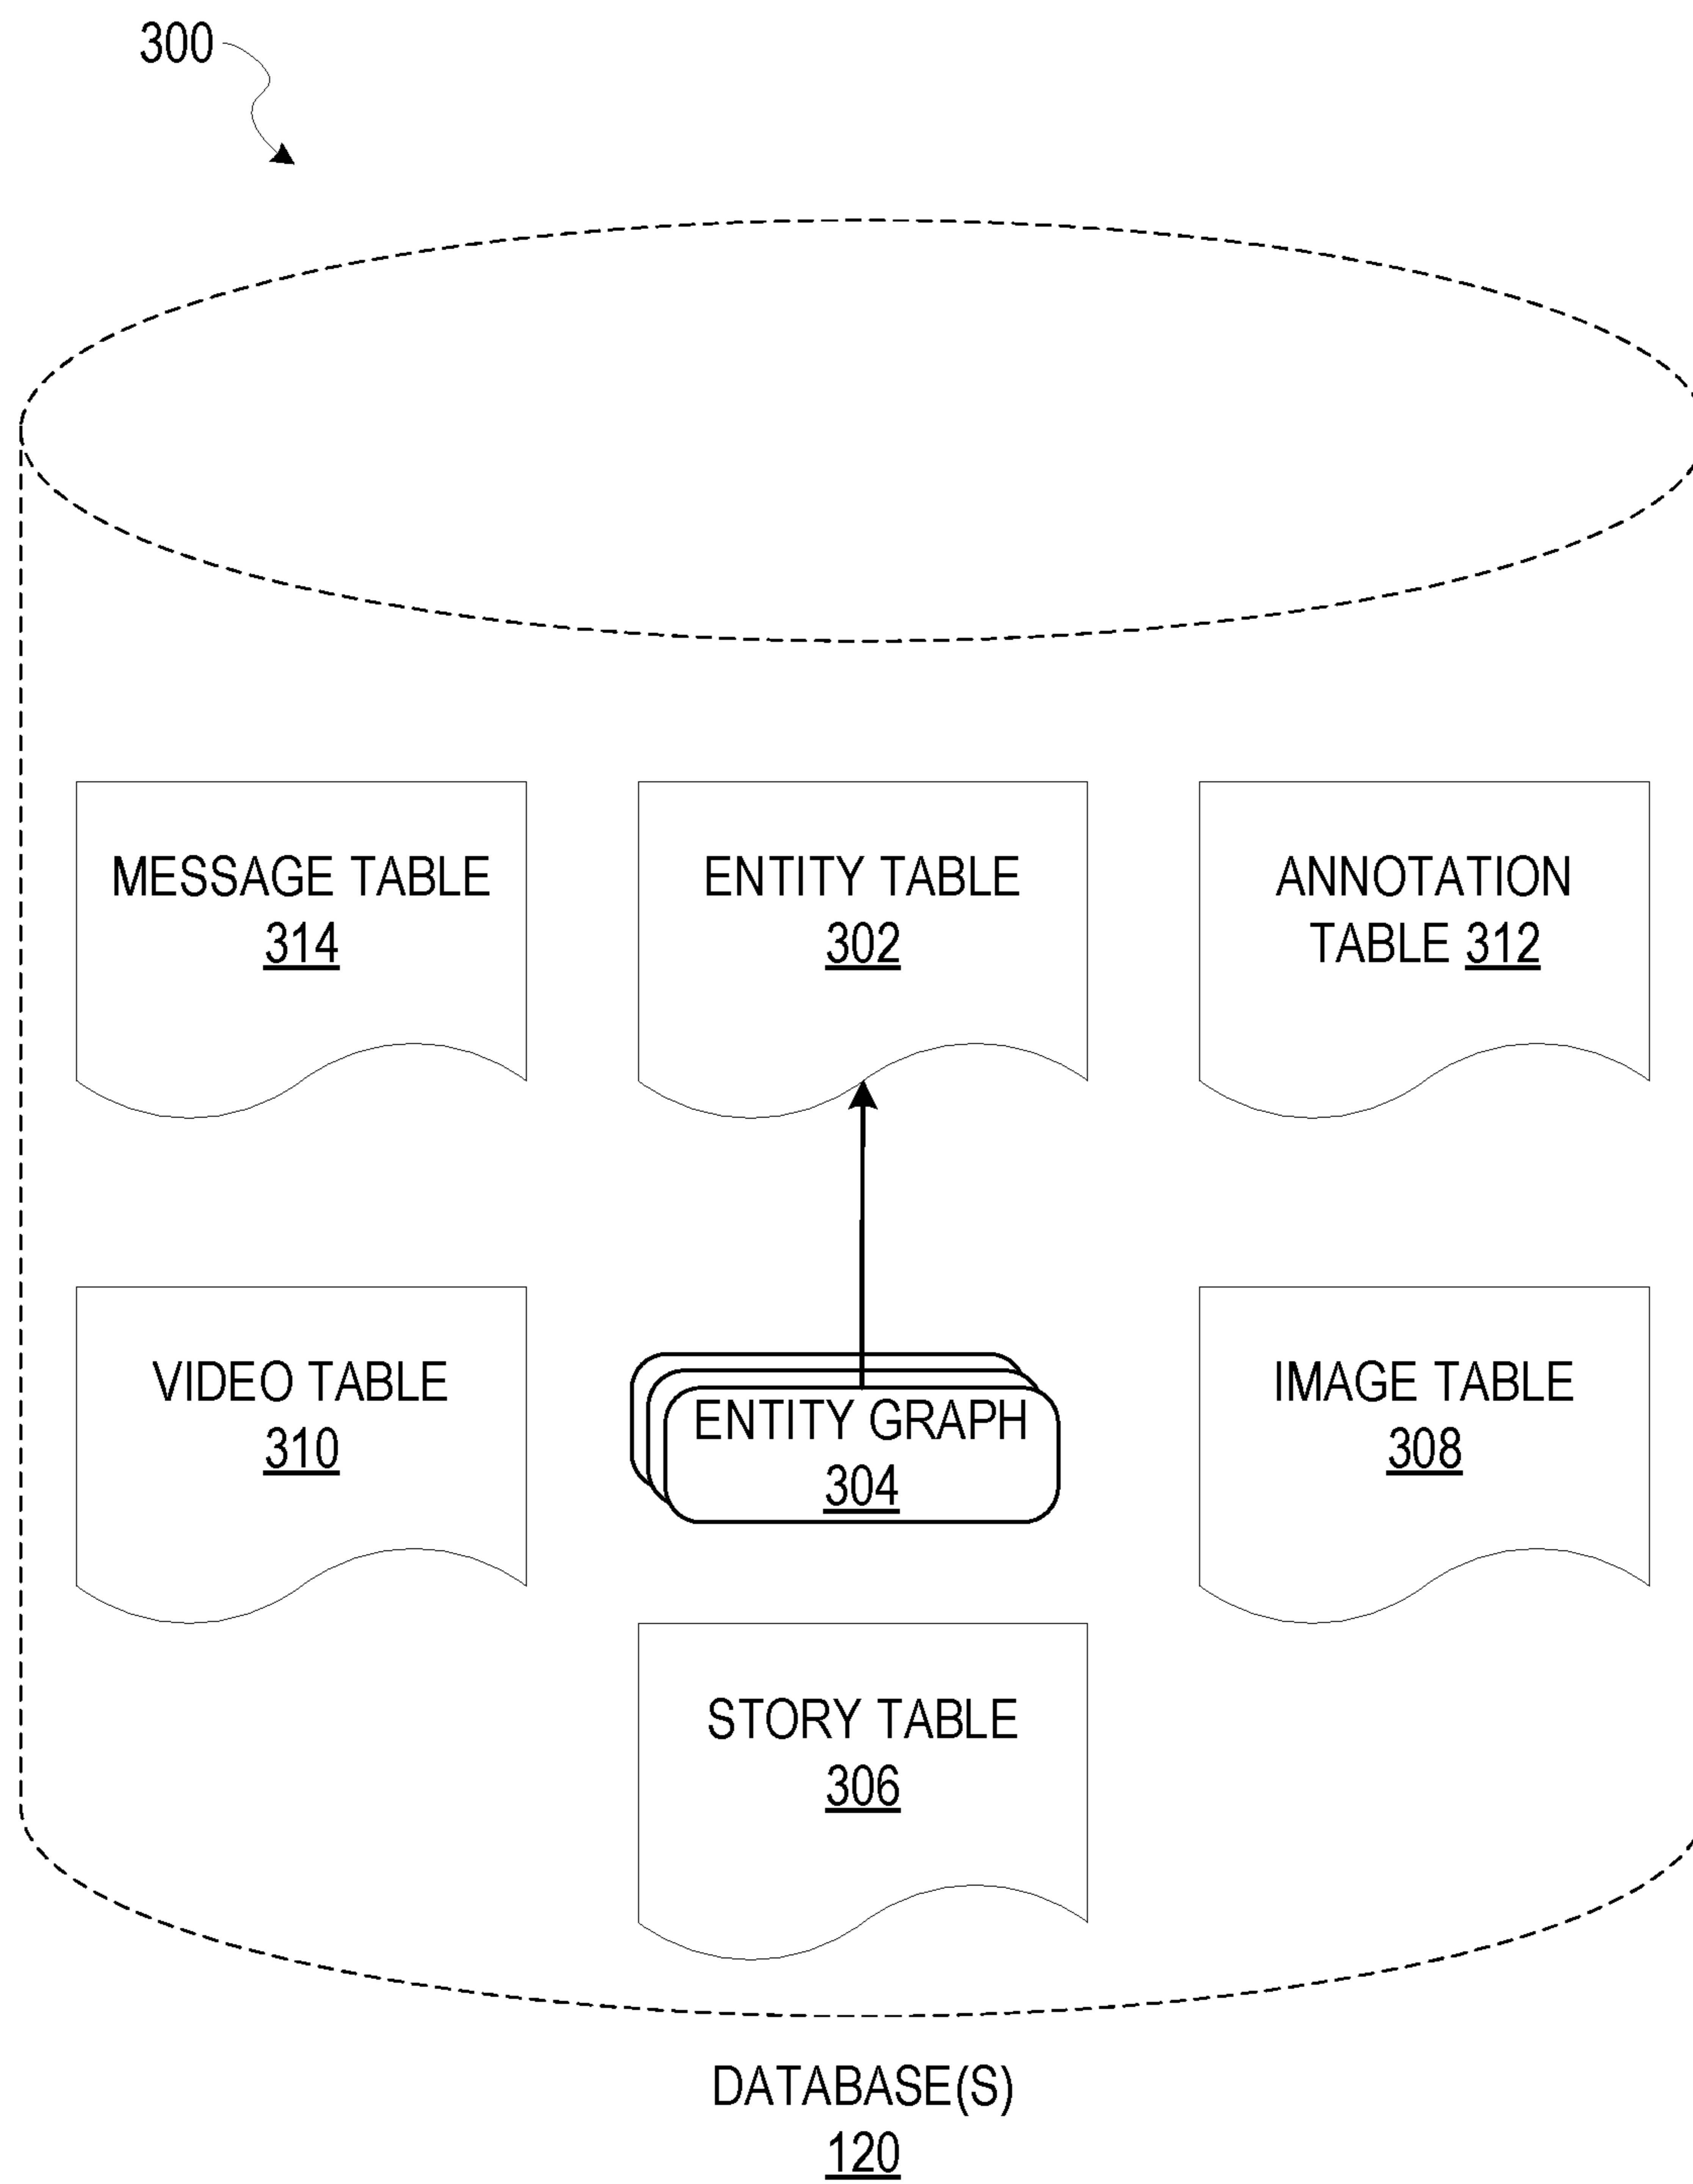 300
MESSAGE TABLE
314
ENTITY TABLE
302
ANNOTATION
TABLE 312
VIDEO TABLE
310
ENTITY GRAPH
304
IMAGE TABLE
308
STORY TABLE
306
DATABASE(S)
120